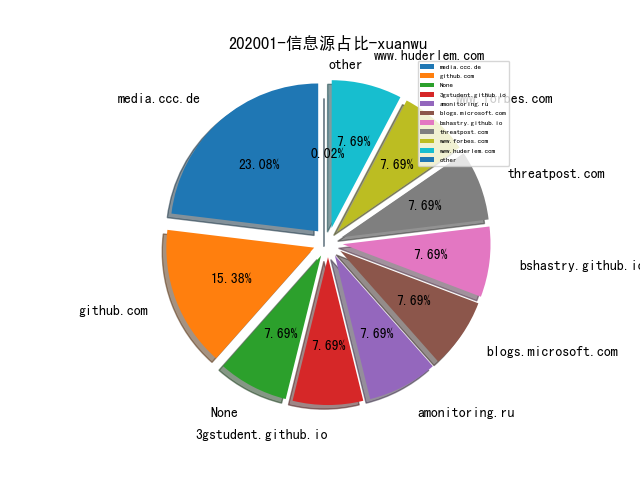 202001-信息源占比-xuanwu
www.huderlem.com
other
media.ccc.de
media.ccc.de
github.com
None
3gstudent.github.io
amonitoring.ru
blogs.microsoft.com
bshastry.github.io
threatpost.com
www.forbes.com
www.huderlem.com
other
7.69%
0.02%
23.08%
7.69%
threatpost.com
7.69%
7.69%
bshastry.github.io
15.38%
7.69%
github.com
7.69%
7.69%
7.69%
blogs.microsoft.com
None
amonitoring.ru
3gstudent.github.io